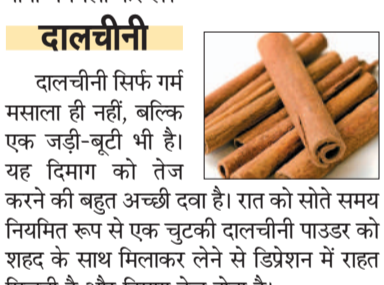 दालचीनी
दालचीनी सिर्फ गर्म
मसाला ही नहीं, बल्कि
एक जड़ी-बूटी भी है।
यह दिमाग को तेज
करने की बहुत अच्छी दवा है। रात को सोते समय
नियमित रूप से एक चुटकी दालचीनी पाउडर को
शहद के साथ मिलाकर लेने से डिप्रेशन में राहत